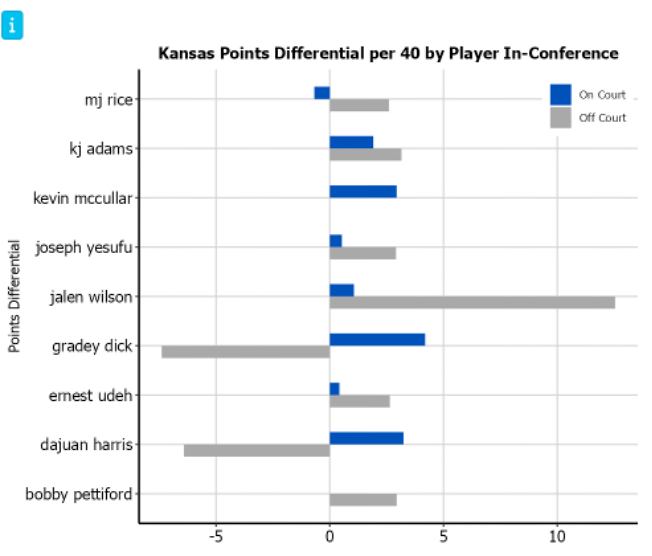 i
Kansas Points Differential per 40 by Player In-Conference
On Court
Off Court
mj rice
kj adams
kevin mccullar
joseph yesufu
jalen wilson
gradey dick
ernest udeh
dajuan harris
bobby pettiford
Points Differential
-5 0 5 10